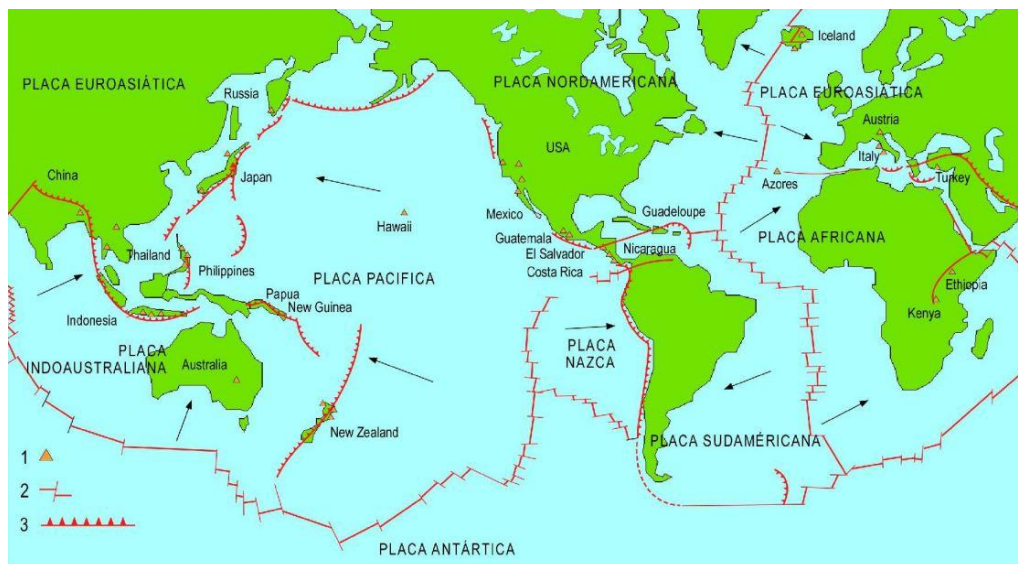 Iceland
PLACA EUROASIÁTICA
PLACA NORDAMERICANA
PLACA EUROASIÁTICA
Russia
Austria
USA
Italy
China
Japan
Azores
Turkey
Mexico
Guadeloupe
Hawaii
Guatemala
PLACA AFRICANA
Thailand
El Salvador
Nicaragua
Philippines
PLACA PACIFICA
Costa Rica
Ethiopia
Papua
New Guinea
Kenya
Indonesia
PLACA
INDOAUSTRALIANA
Australia
PLACA
NAZCA
New Zealand
PLACA SUDAMÉRICANA
1
2
3
PLACA ANTÁRTICA